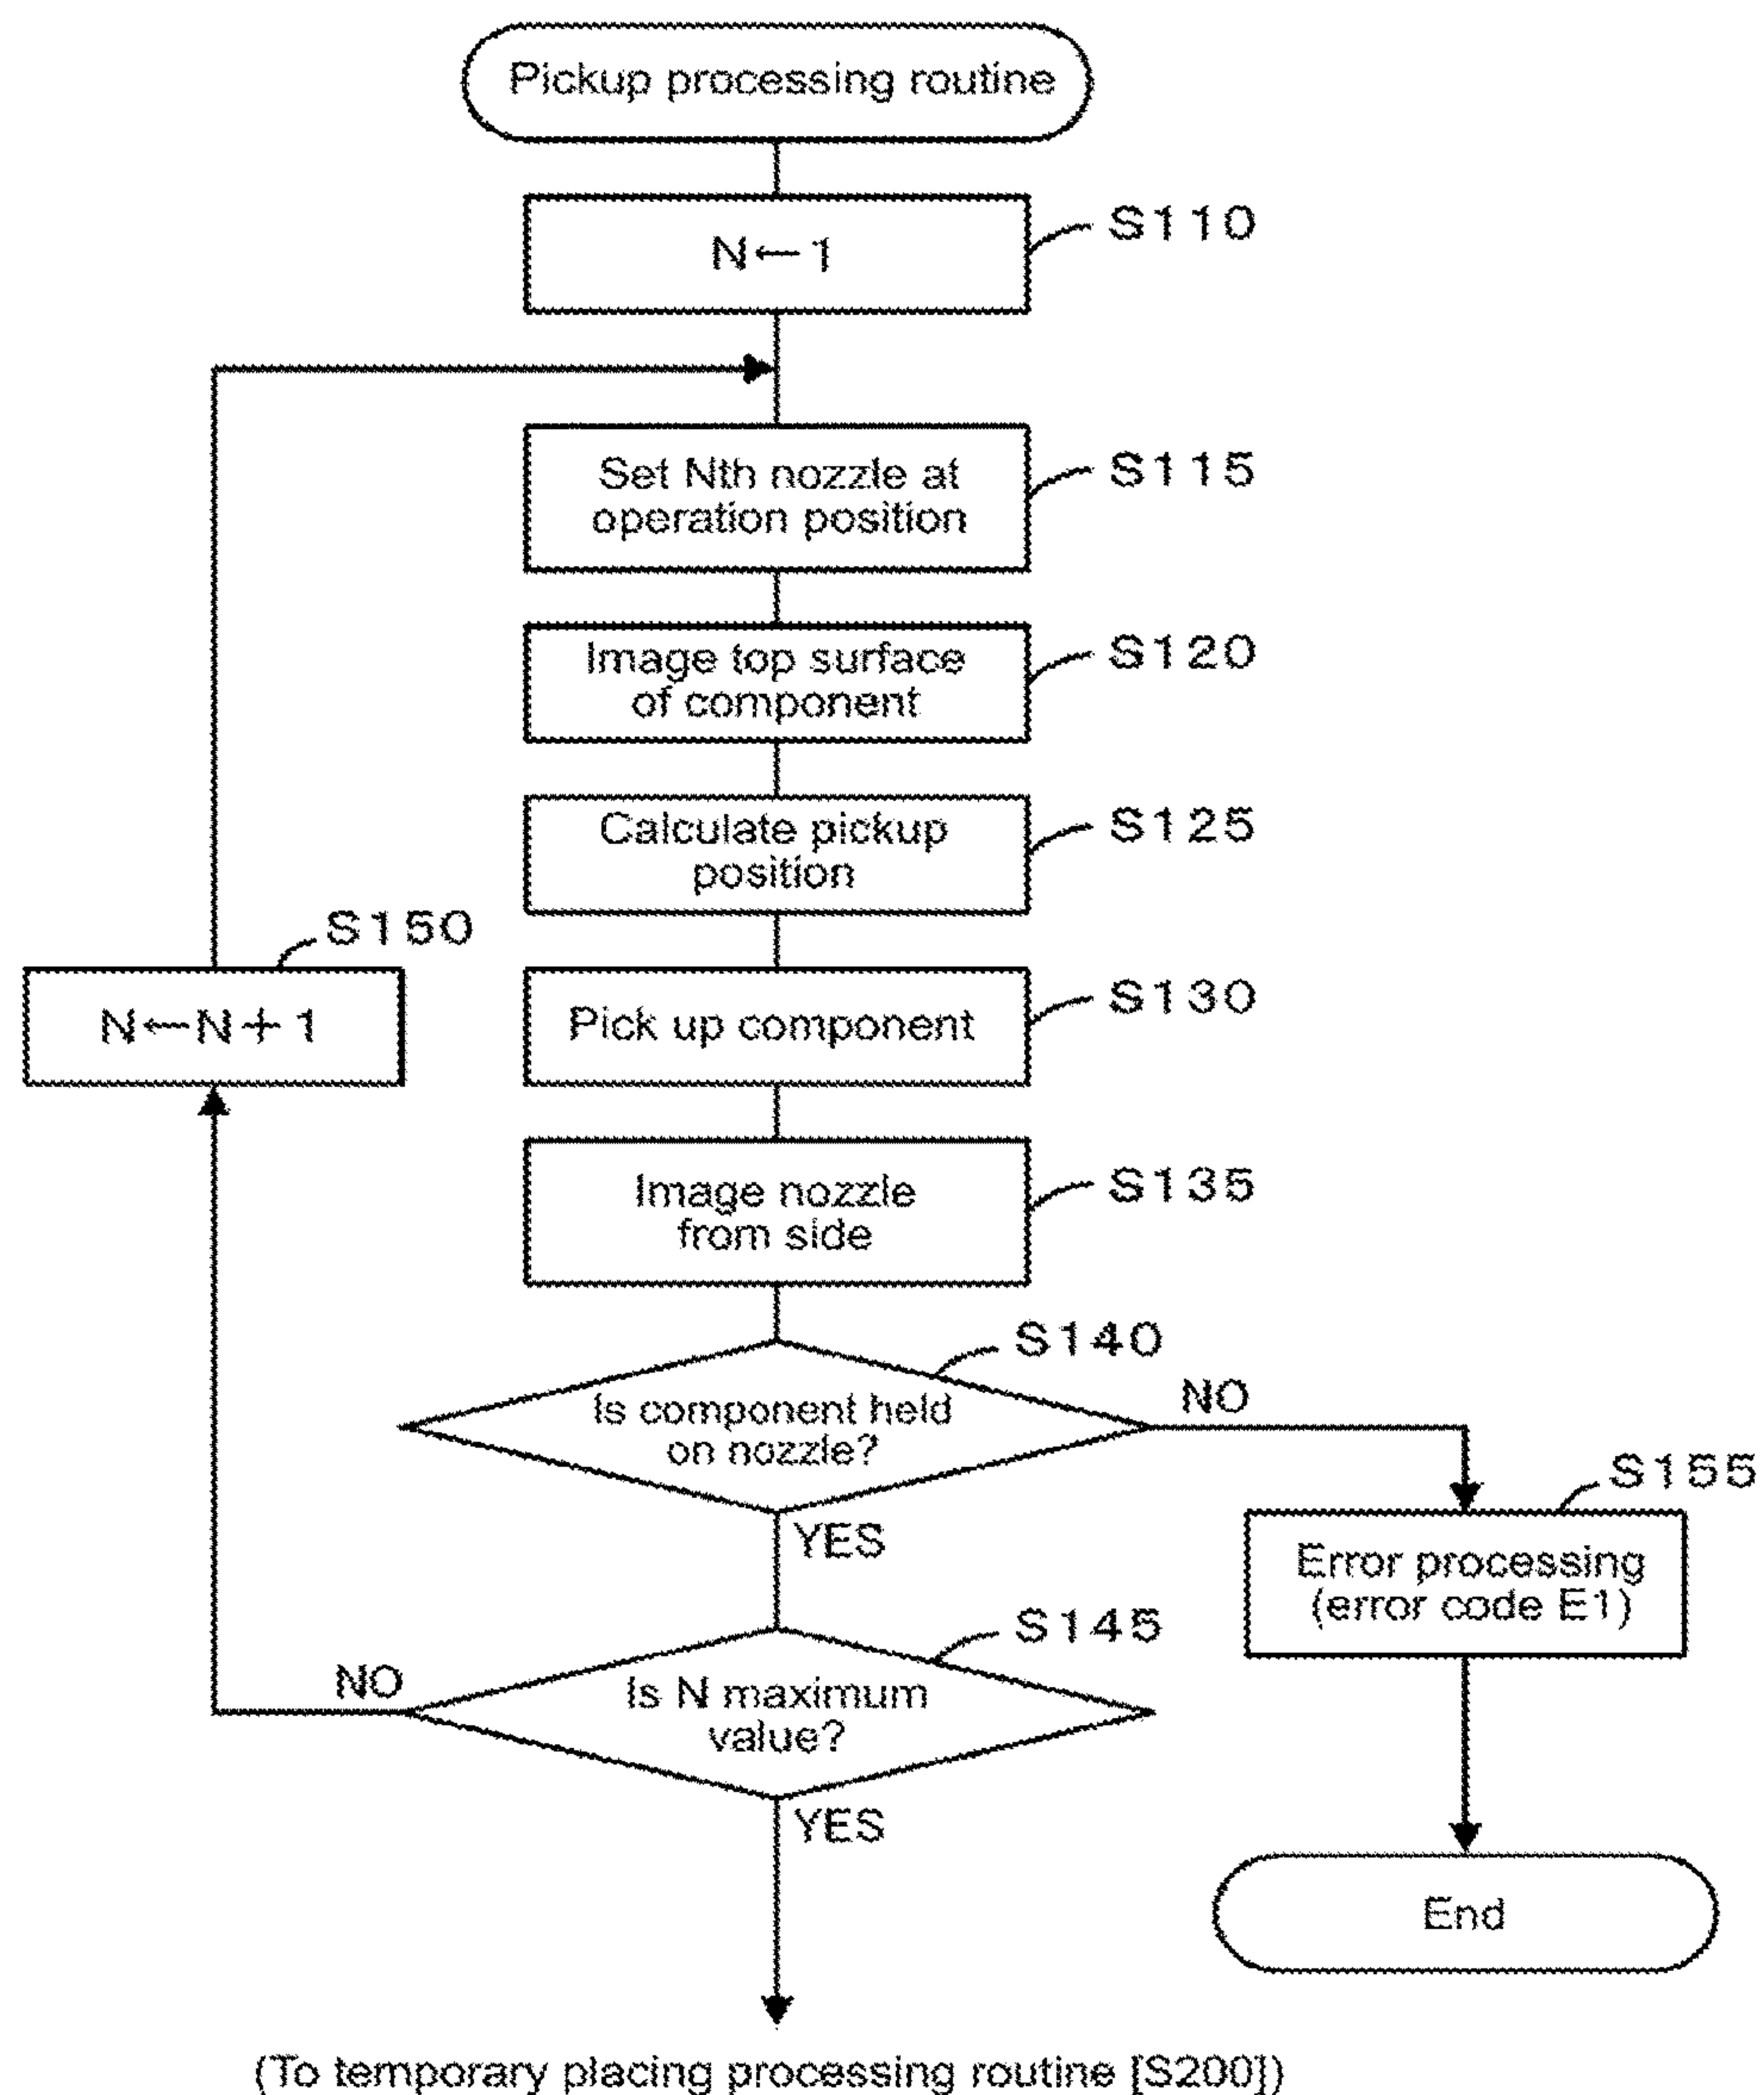 Pickup processing routine
S110
N←1
S115
Set Nth nozzle at
operation position
S120
Image top surface
of component
S125
Calculate pickup
position
S150
N←N+1
S130
Pick up component
S135
Image nozzle
from side
S140
Is component held
on nozzle?
NO
YES
S155
Error processing
(error code E1)
S145
Is N maximum
value?
NO
YES
End
(To temporary placing processing routine [S200])